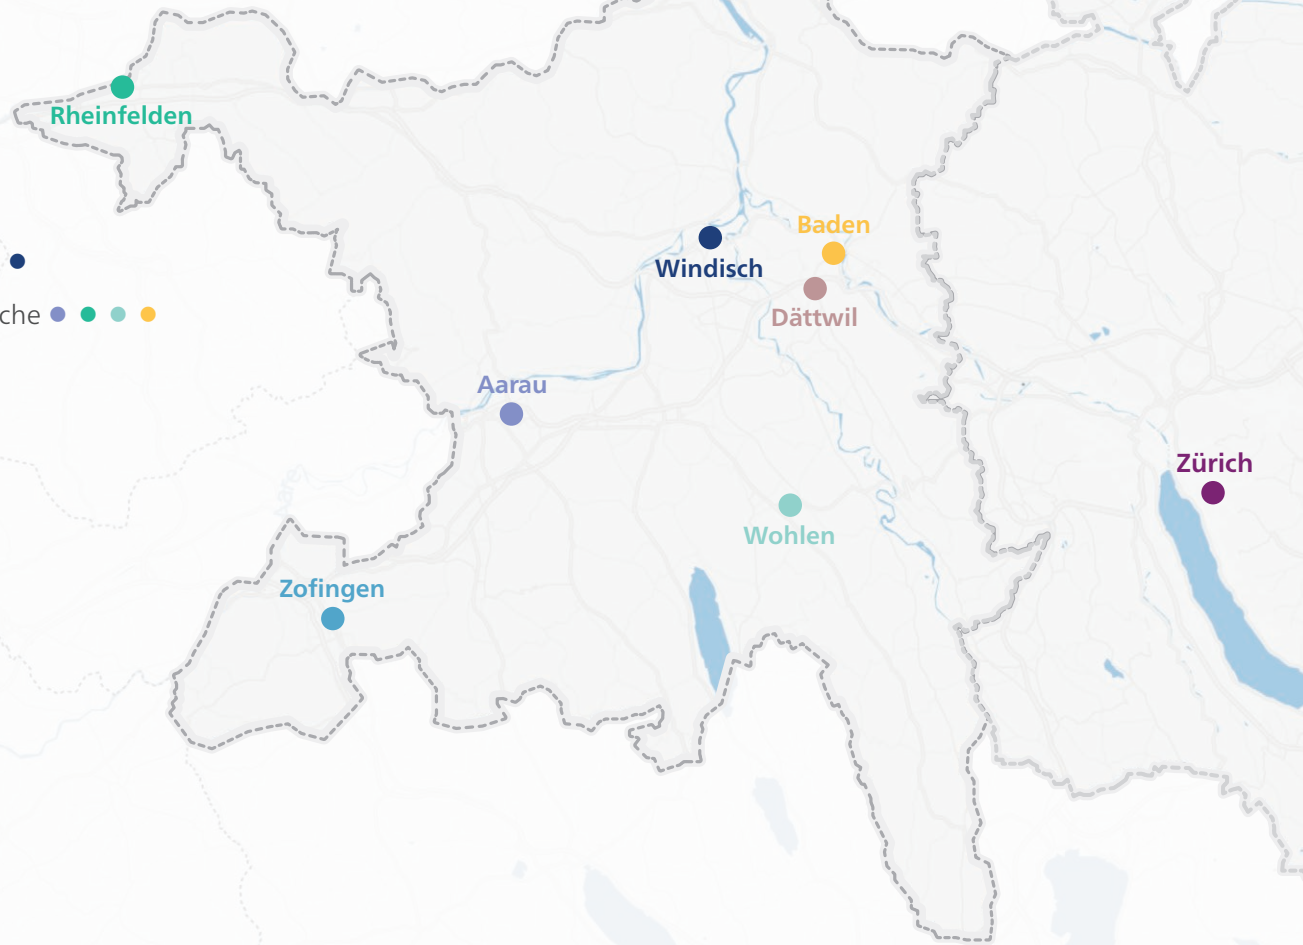 Rheinfelden
Baden
Windisch
Dättwil
che
Aarau
Zürich
Wohlen
Zofingen